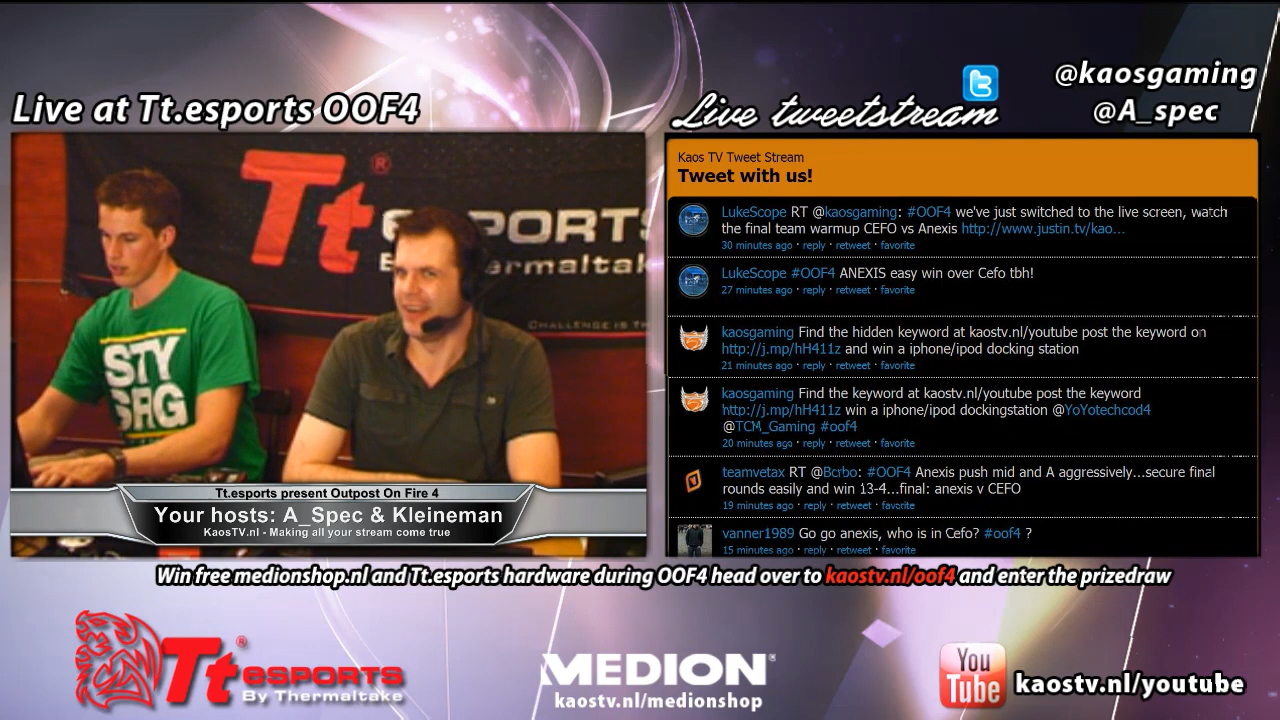 Live at Tt.esports OOF4
Live tweetstream
@kaosgaming
@A_spec
Tt®
eSPORTS
By Thermaltak
CHALLENGE IS TH
STY
SRG
Tt.esports present Outpost On Fire 4
Your hosts: A_Spec & Kleineman
KaosTV.nl - Making all your stream come true
Kaos TV Tweet Stream
Tweet with us!
LukeScope RT @kaosgaming: #OOF4 we've just switched to the live screen, watch
the final team warmup CEFO vs Anexis http://www.justin.tv/kao...
30 minutes ago · reply · retweet · favorite
LukeScope #OOF4 ANEXIS easy win over Cefo tbh!
27 minutes ago · reply · retweet · favorite
kaosgaming Find the hidden keyword at kaostv.nl/youtube post the keyword on
http://j.mp/hH411z and win a iphone/ipod docking station
21 minutes ago · reply · retweet · favorite
kaosgaming Find the keyword at kaostv.nl/youtube post the keyword
http://j.mp/hH411z win a iphone/ipod dockingstation @YoYotechcod4
@TCM_Gaming #oof4
20 minutes ago · reply · retweet · favorite
teamvetax RT @Bcrbo: #OOF4 Anexis push mid and A aggressively...secure final
rounds easily and win 13-4...final: anexis v CEFO
19 minutes ago · reply · retweet · favorite
vanner1989 Go go anexis, who is in Cefo? #oof4 ?
15 minutes ago · reply · retweet · favorite
Win free medionshop.nl and Tt.esports hardware during OOF4 head over to kaostv.nl/oof4 and enter the prizedraw
Tt® eSPORTS
By Thermaltake
MEDION®
kaostv.nl/medionshop
You
Tube
kaostv.nl/youtube